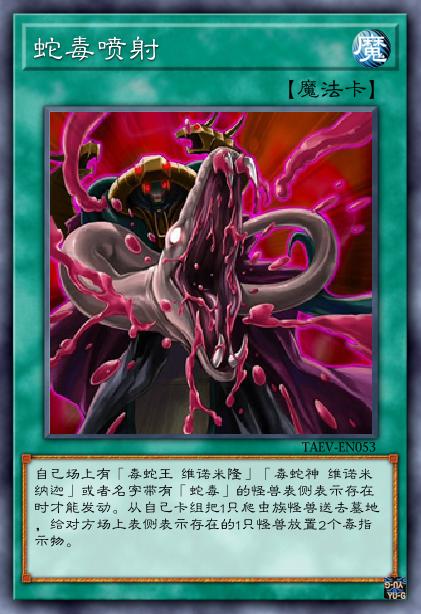 蛇毒喷射
魔
【魔法卡】
TAEV-EN053
自己场上有「毒蛇王 维诺米隆」「毒蛇神 维诺米
纳迦」或者名字带有「蛇毒」的怪兽表侧表示存在
时才能发动。从自己卡组把1只爬虫族怪兽送去墓地
，给对方场上表侧表示存在的1只怪兽放置2个毒指
示物。